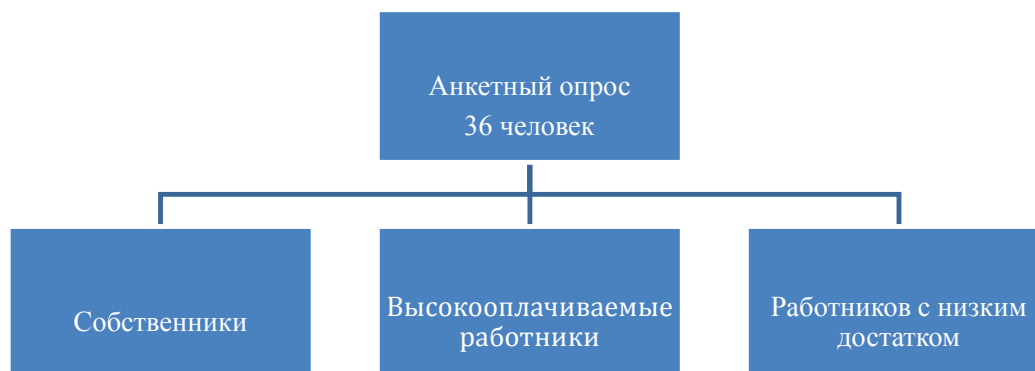 Анкетный опрос
36 человек
Собственники
Высокооплачиваемые
работники
Работников с низким
достатком